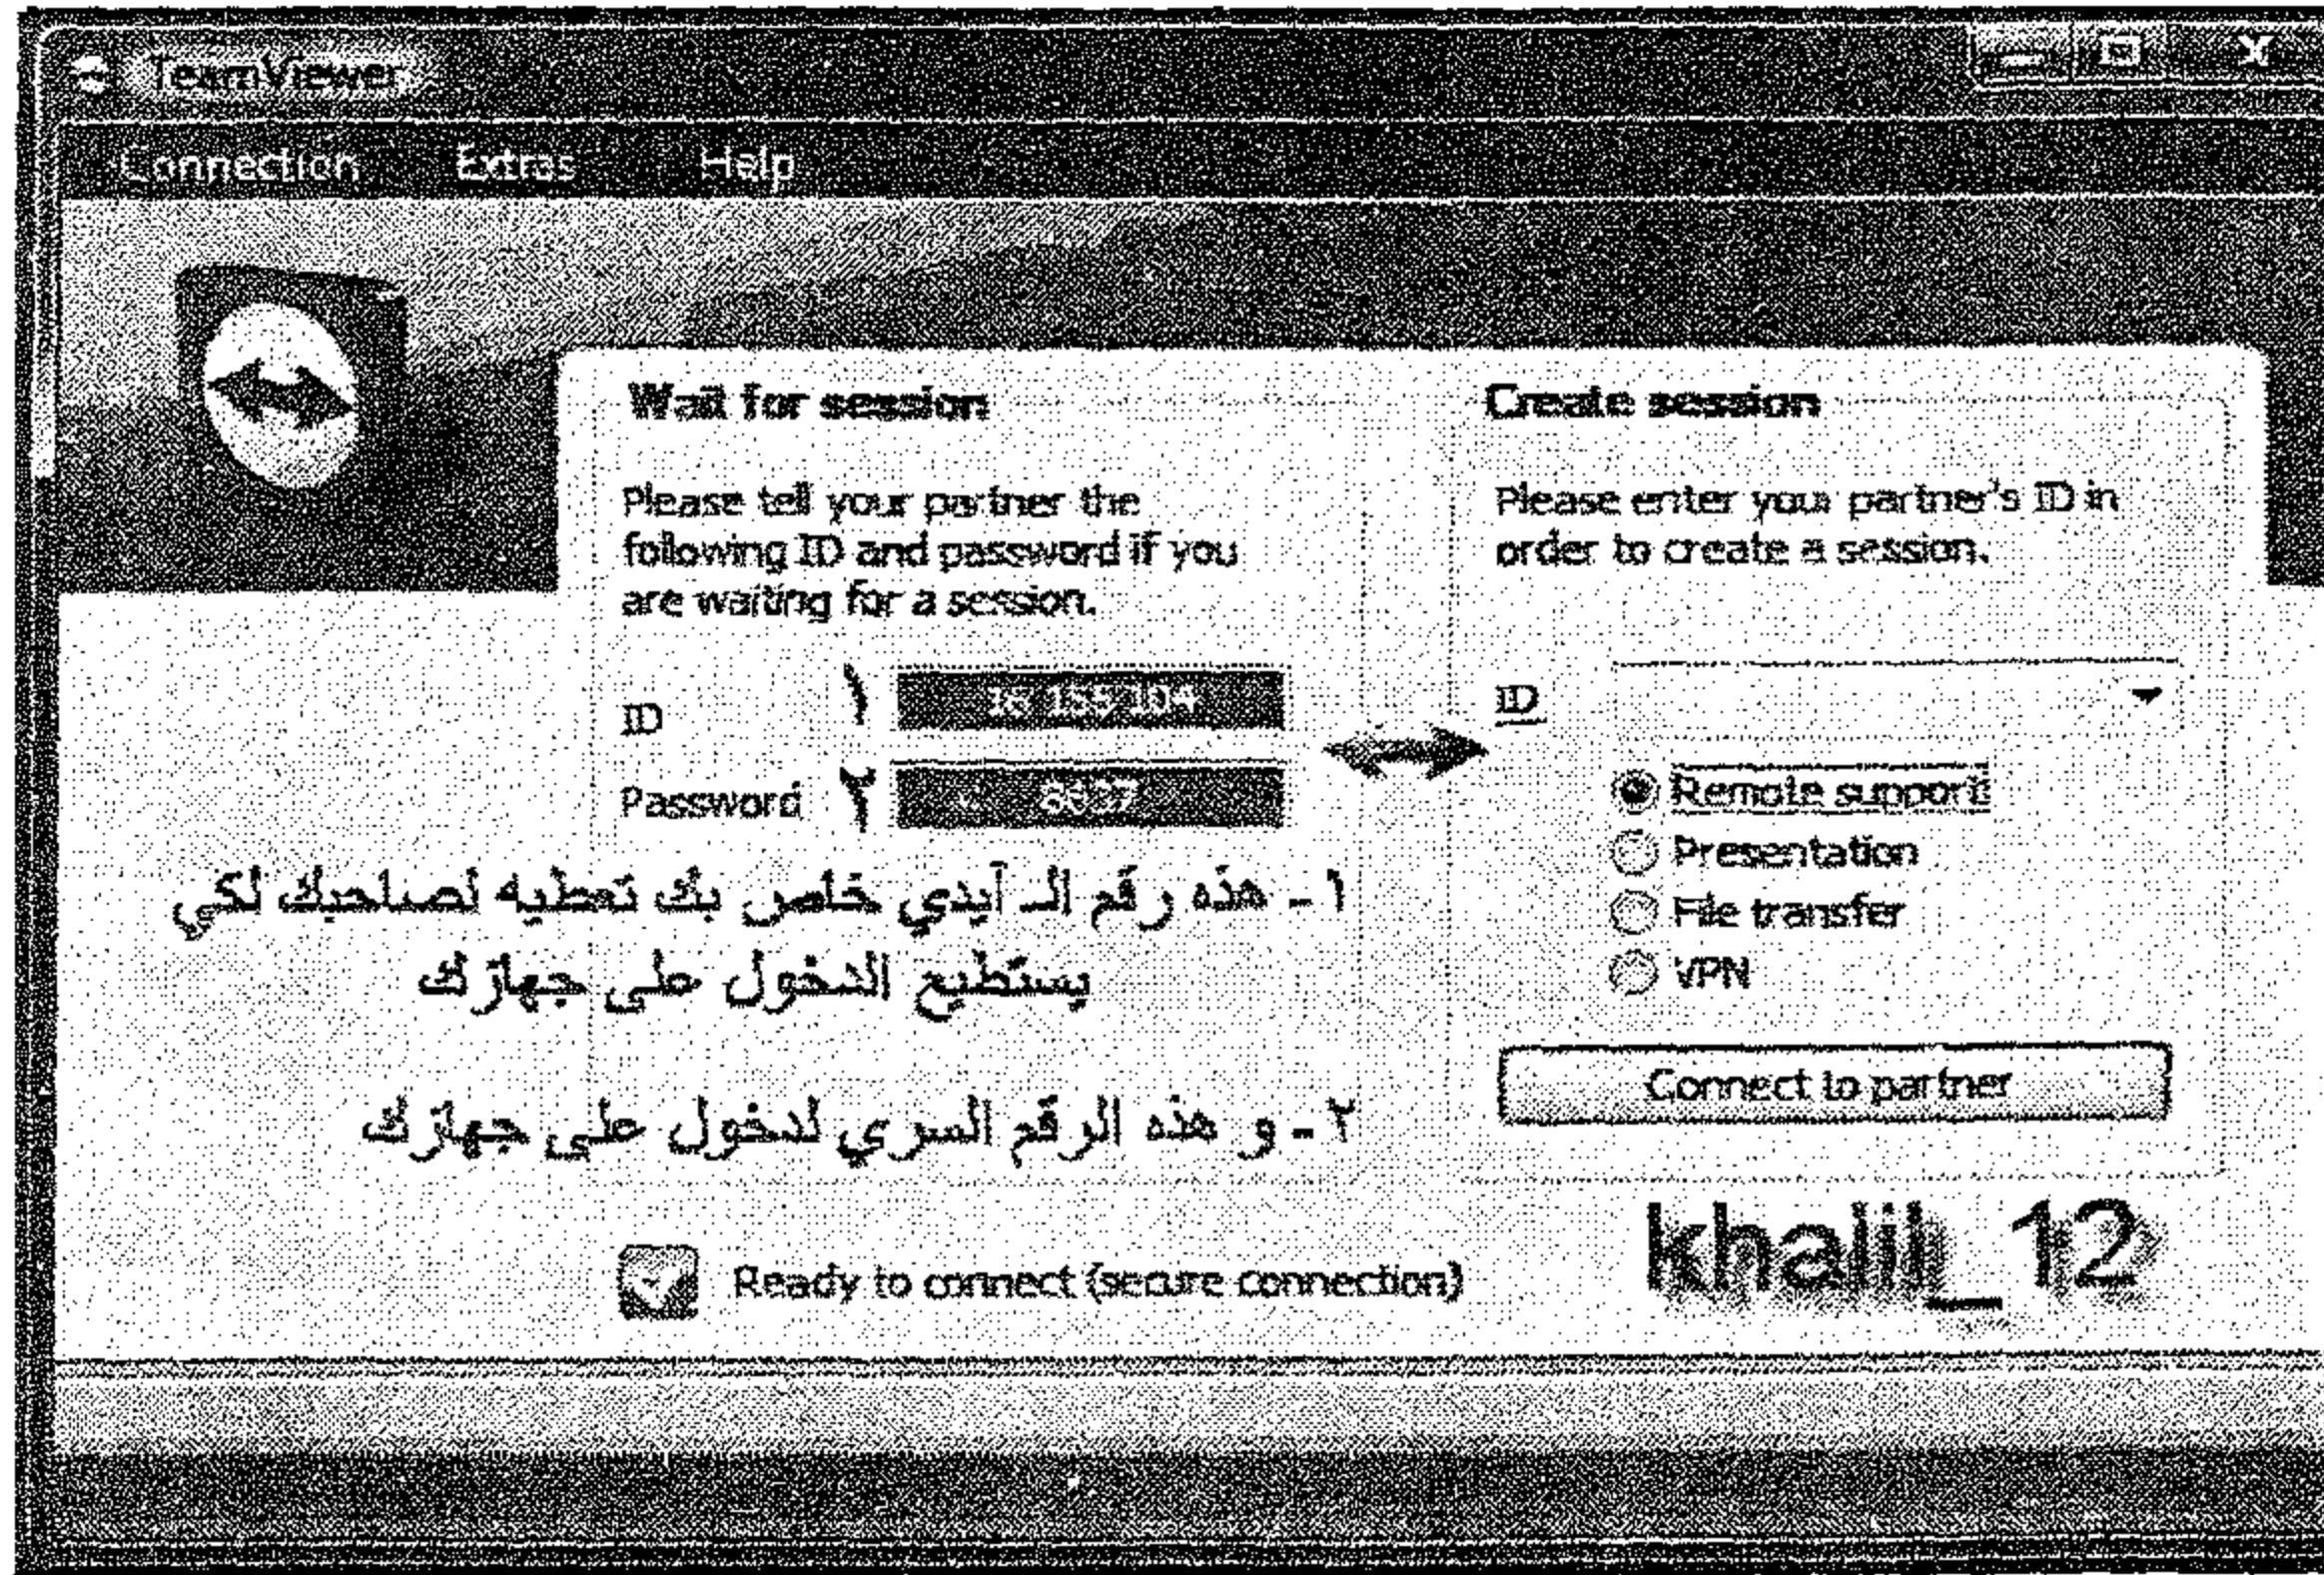 TeamViewer
Connection Extras Help
Wait for session
Please tell your partner the
following ID and password if you
are waiting for a session.
ID ١ 155 104
Password ٢
١ - هذه رقم الـ آيدي خاص بك تعطيه لصاحبك لكي
يستطيع الدخول على جهازك
٢ - و هذه الرقم السري لدخول على جهازك
Ready to connect (secure connection)
Create session
Please enter your partner's ID in
order to create a session.
ID
Remote support
Presentation
File transfer
VPN
Connect to partner
khalil_12